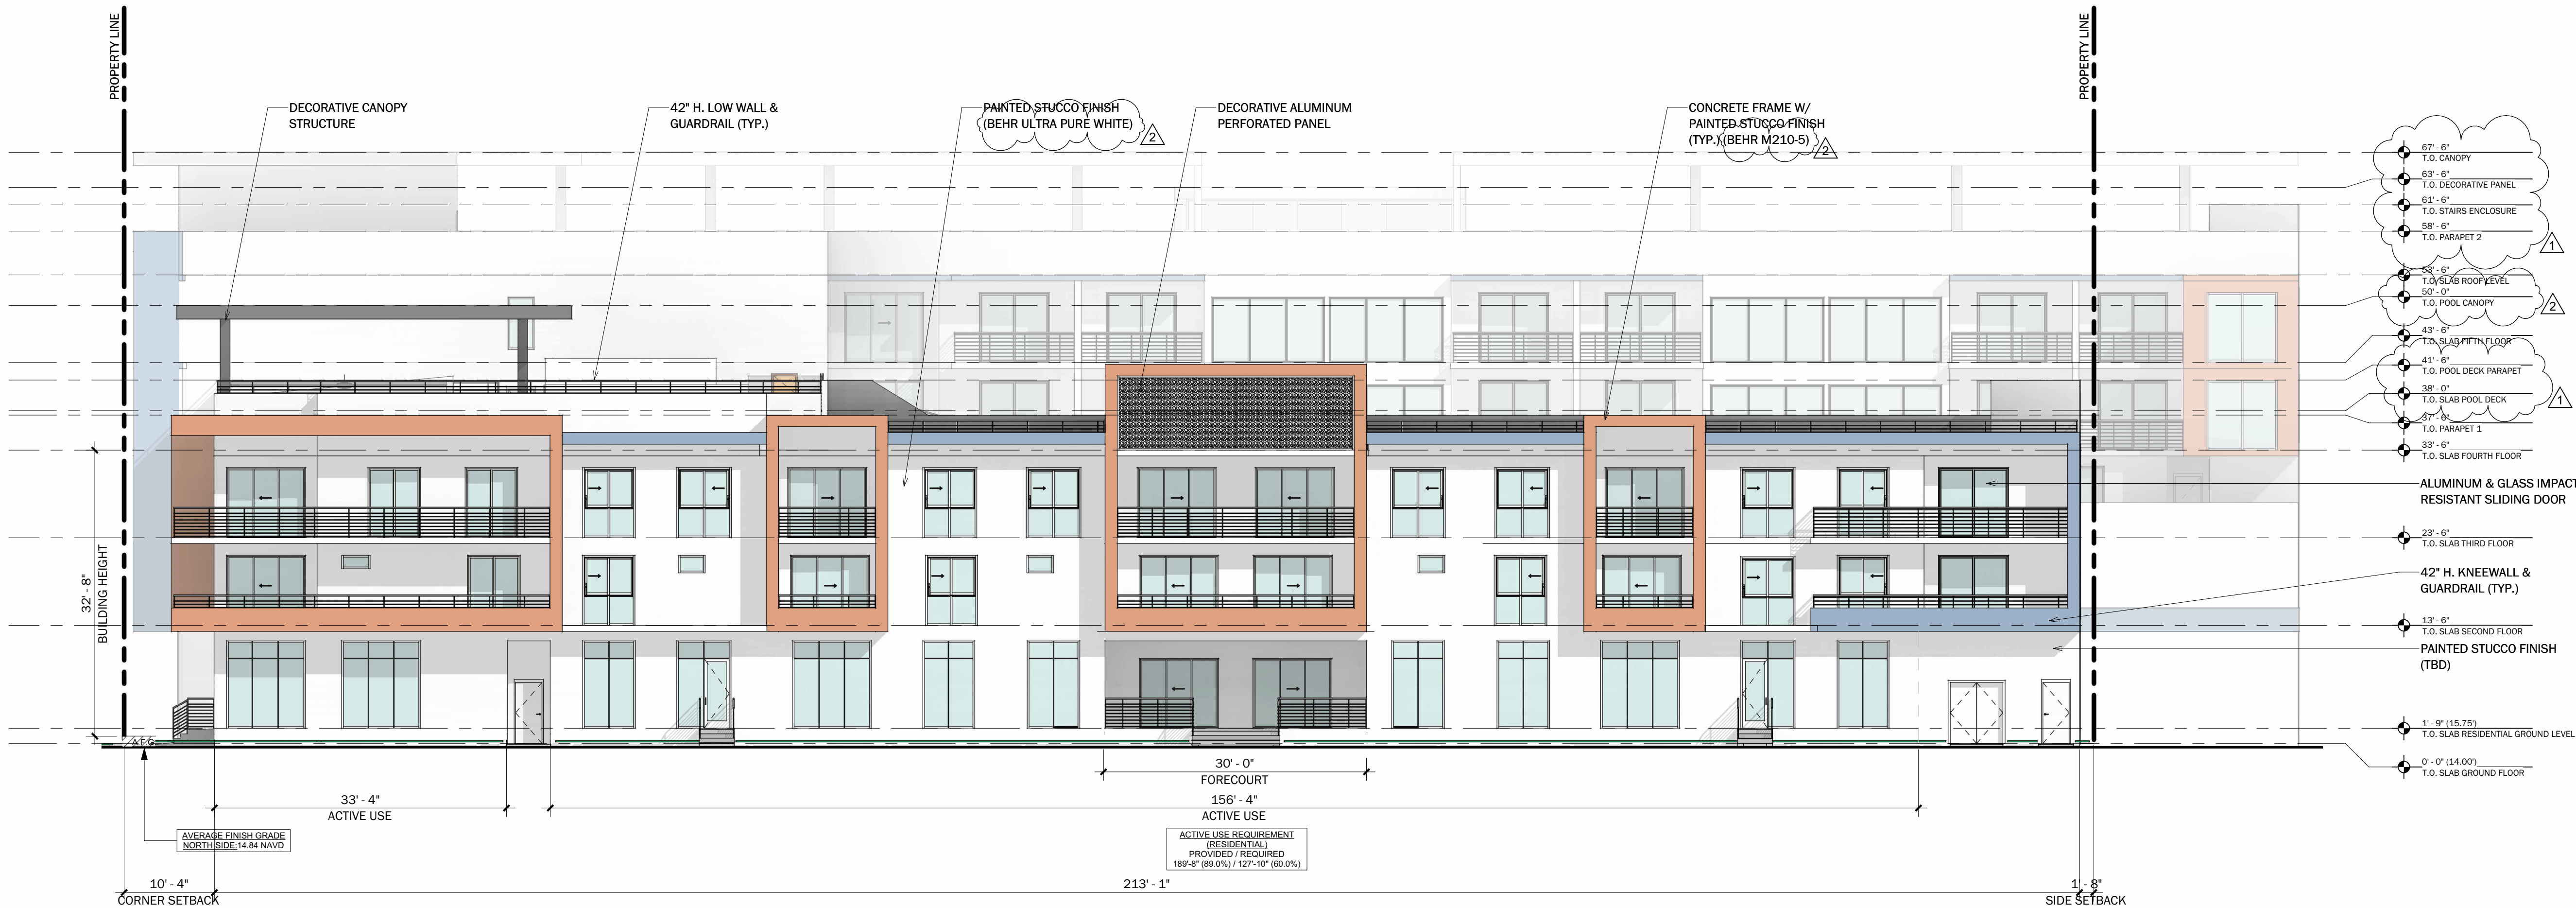 PROPERTY LINE
PROPERTY LINE
DECORATIVE CANOPY
STRUCTURE
42" H. LOW WALL &
GUARDRAIL (TYP.)
PAINTED STUCCO FINISH
(BEHR ULTRA PURE WHITE)
2
DECORATIVE ALUMINUM
PERFORATED PANEL
CONCRETE FRAME W/
PAINTED STUCCO FINISH
(TYP.) (BEHR M210-5)
2
67' - 6"
T.O. CANOPY
63' - 6"
T.O. DECORATIVE PANEL
61' - 6"
T.O. STAIRS ENCLOSURE
58' - 6"
T.O. PARAPET 2
1
53' - 6"
T.O. SLAB ROOF LEVEL
50' - 0"
T.O. POOL CANOPY
2
43' - 6"
T.O. SLAB FIFTH FLOOR
41' - 6"
T.O. POOL DECK PARAPET
38' - 0"
T.O. SLAB POOL DECK
1
37' - 6"
T.O. PARAPET 1
33' - 6"
T.O. SLAB FOURTH FLOOR
ALUMINUM & GLASS IMPACT
RESISTANT SLIDING DOOR
23' - 6"
T.O. SLAB THIRD FLOOR
42" H. KNEEWALL &
GUARDRAIL (TYP.)
13' - 6"
T.O. SLAB SECOND FLOOR
PAINTED STUCCO FINISH
(TBD)
1' - 9" (15.75')
T.O. SLAB RESIDENTIAL GROUND LEVEL
0' - 0" (14.00')
T.O. SLAB GROUND FLOOR
32' - 8"
BUILDING HEIGHT
A.F.G.
30' - 0"
FORECOURT
33' - 4"
ACTIVE USE
156' - 4"
ACTIVE USE
AVERAGE FINISH GRADE
NORTH SIDE:14.84 NAVD
ACTIVE USE REQUIREMENT
(RESIDENTIAL)
PROVIDED / REQUIRED
189'-8" (89.0%) / 127'-10" (60.0%)
10' - 4"
CORNER SETBACK
213' - 1"
1' - 8"
SIDE SETBACK